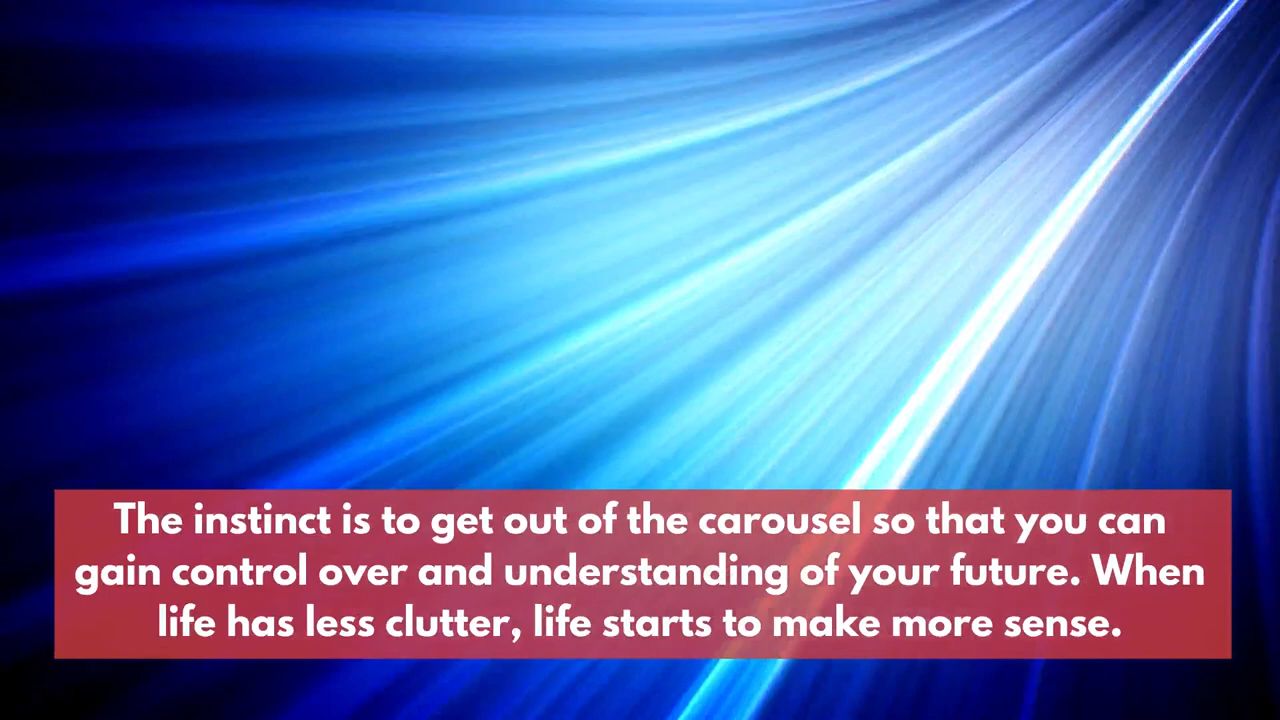 The instinct is to get out of the carousel so that you can
gain control over and understanding of your future. When
life has less clutter, life starts to make more sense.